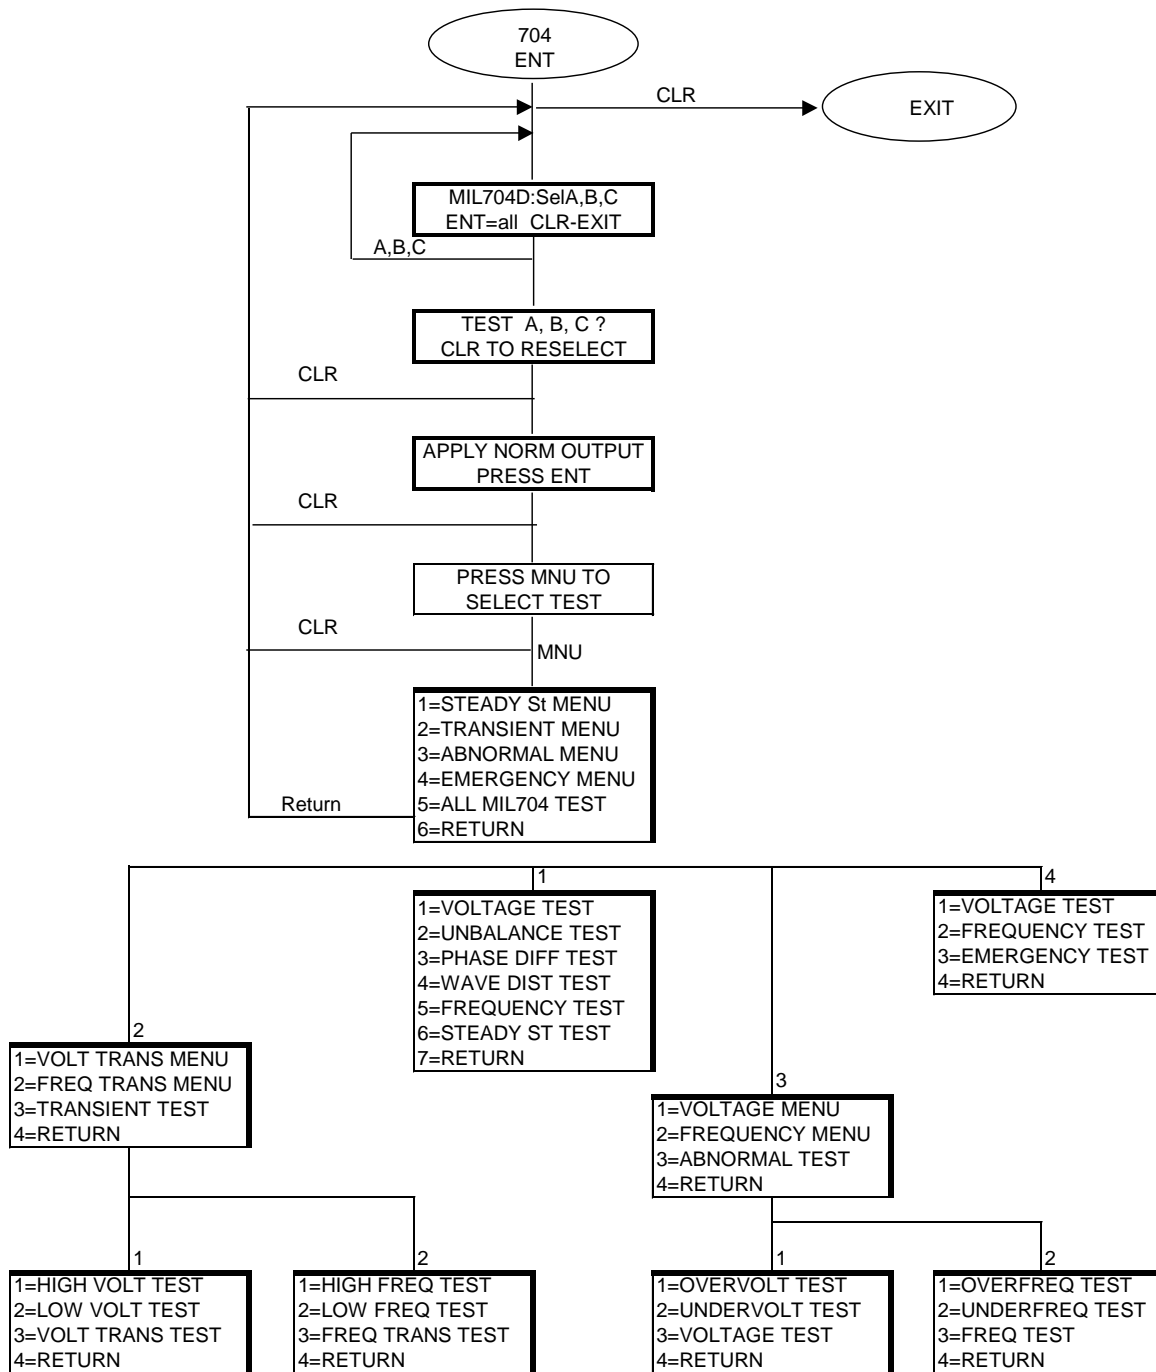 704
ENT
CLR
EXIT
MIL704D:SelA,B,C
ENT=all CLR-EXIT
A,B,C
TEST A, B, C ?
CLR TO RESELECT
CLR
APPLY NORM OUTPUT
PRESS ENT
CLR
PRESS MNU TO
SELECT TEST
CLR
MNU
1=STEADY St MENU
2=TRANSIENT MENU
3=ABNORMAL MENU
4=EMERGENCY MENU
5=ALL MIL704 TEST
6=RETURN
Return
1
1=VOLTAGE TEST
2=UNBALANCE TEST
3=PHASE DIFF TEST
4=WAVE DIST TEST
5=FREQUENCY TEST
6=STEADY ST TEST
7=RETURN
4
1=VOLTAGE TEST
2=FREQUENCY TEST
3=EMERGENCY TEST
4=RETURN
2
1=VOLT TRANS MENU
2=FREQ TRANS MENU
3=TRANSIENT TEST
4=RETURN
3
1=VOLTAGE MENU
2=FREQUENCY MENU
3=ABNORMAL TEST
4=RETURN
1
1=HIGH VOLT TEST
2=LOW VOLT TEST
3=VOLT TRANS TEST
4=RETURN
2
1=HIGH FREQ TEST
2=LOW FREQ TEST
3=FREQ TRANS TEST
4=RETURN
1
1=OVERVOLT TEST
2=UNDERVOLT TEST
3=VOLTAGE TEST
4=RETURN
2
1=OVERFREQ TEST
2=UNDERFREQ TEST
3=FREQ TEST
4=RETURN